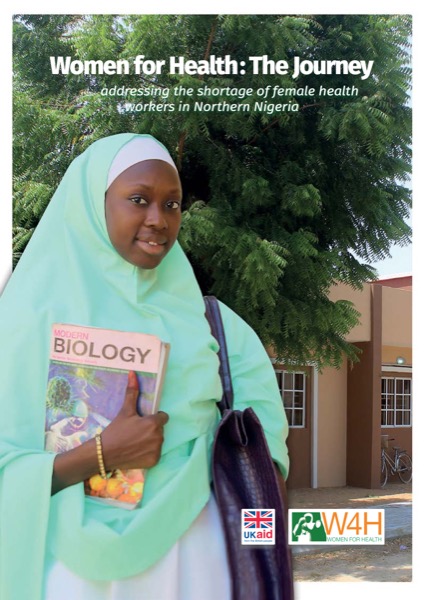 Women for Health: The Journey
addressing the shortage of female health
workers in Northern Nigeria
MODERN
BIOLOGY
UKaid
W4H
WOMEN FOR HEALTH